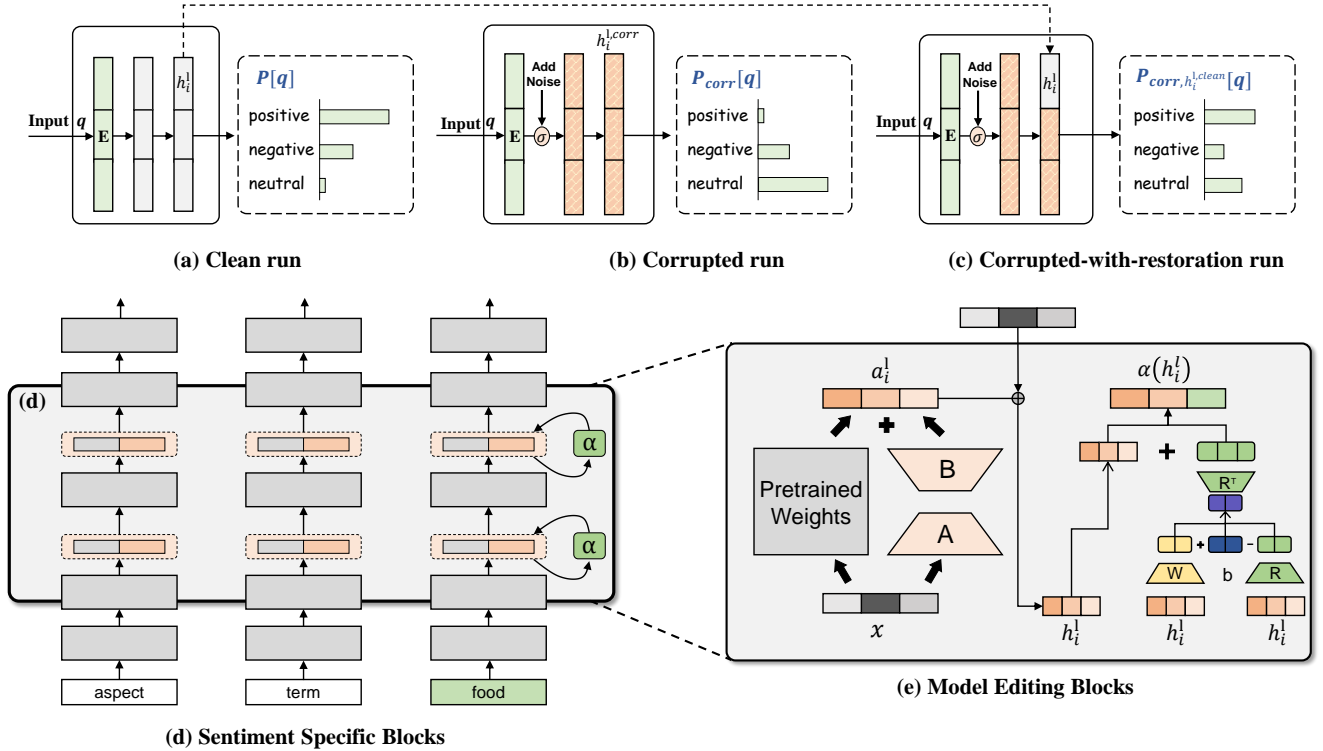 h_i^l
P[q]
Input q
E
positive
negative
neutral
(a) Clean run
h_i^{l,corr}
Add
Noise
P_{corr}[q]
Input q
E
σ
positive
negative
neutral
(b) Corrupted run
h_i^l
Add
Noise
P_{corr, h_i^{l,clean}}[q]
Input q
E
σ
positive
negative
neutral
(c) Corrupted-with-restoration run
(d)
α
α
aspect
term
food
(d) Sentiment Specific Blocks
a_i^l
⊕
α(h_i^l)
+
Pretrained
Weights
B
A
x
+
R^T
+
-
W
b
R
h_i^l
h_i^l
h_i^l
(e) Model Editing Blocks